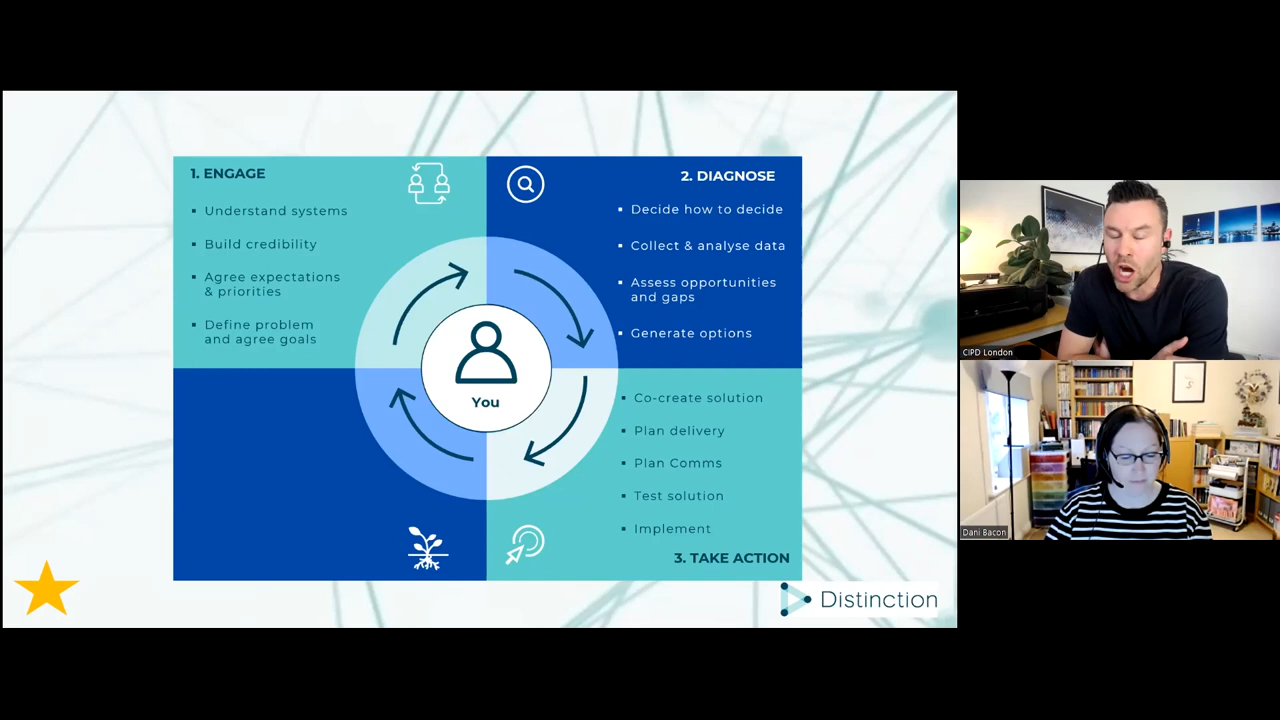 1. ENGAGE
Understand systems
Build credibility
Agree expectations
& priorities
Define problem
and agree goals
2. DIAGNOSE
Decide how to decide
Collect & analyse data
Assess opportunities
and gaps
Generate options
You
Co-create solution
Plan delivery
Plan Comms
Test solution
Implement
3. TAKE ACTION
Distinction
CIPD London
Dani Bacon